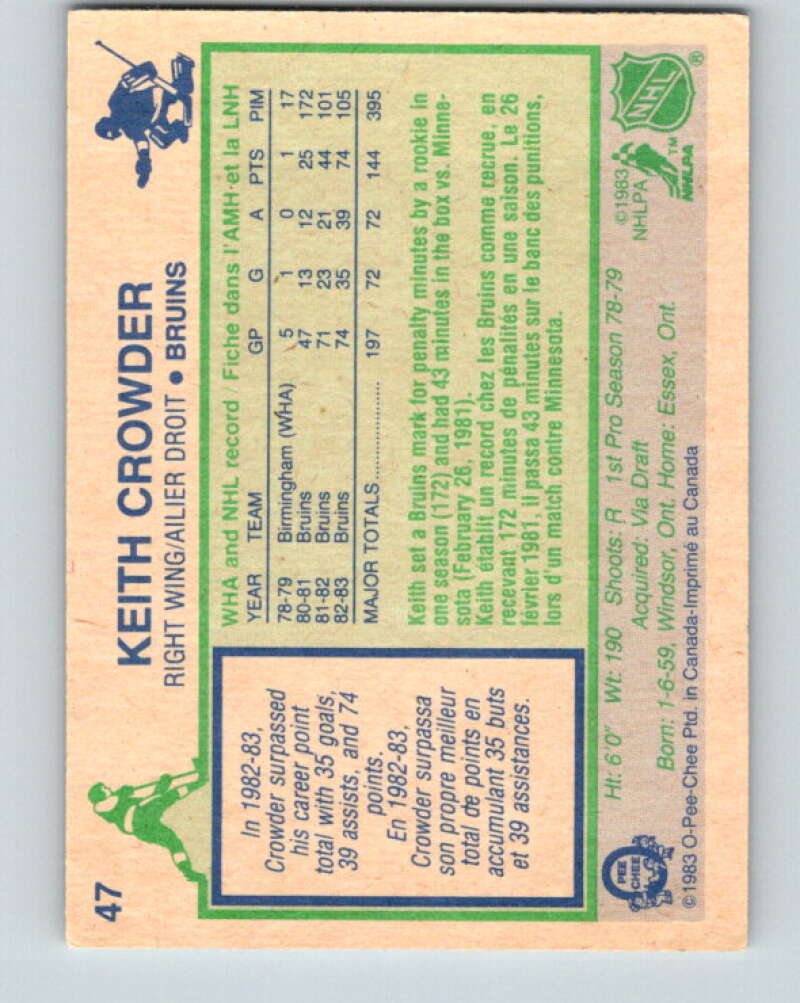 47
KEITH CROWDER
RIGHT WING/AILIER DROIT • BRUINS
In 1982-83,
Crowder surpassed
his career point
total with 35 goals,
39 assists, and 74
points.
En 1982-83,
Crowder surpassa
son propre meilleur
total de points en
accumulant 35 buts
et 39 assistances.
WHA and NHL record / Fiche dans l'AMH·et la LNH
YEAR TEAM GP G A PTS PIM
78-79 Birmingham (WHA) 5 1 0 1 17
80-81 Bruins 47 13 12 25 172
81-82 Bruins 71 23 21 44 101
82-83 Bruins 74 35 39 74 105
MAJOR TOTALS.................... 197 72 72 144 395
Keith set a Bruins mark for penalty minutes by a rookie in
one season (172) and had 43 minutes in the box vs. Minne-
sota (February 26, 1981).
Keith établit un record chez les Bruins comme recrue, en
recevant 172 minutes de pénalités en une saison. Le 26
février 1981, il passa 43 minutes sur le banc des punitions,
lors d'un match contre Minnesota.
Ht: 6'0" Wt: 190 Shoots: R 1st Pro Season 78-79
Acquired: Via Draft
Born: 1-6-59, Windsor, Ont. Home: Essex, Ont.
©1983 O-Pee-Chee Ptd. in Canada-Imprimé au Canada
O
PEE
CHEE
©1983
NHLPA
NHLPA™
NHL®